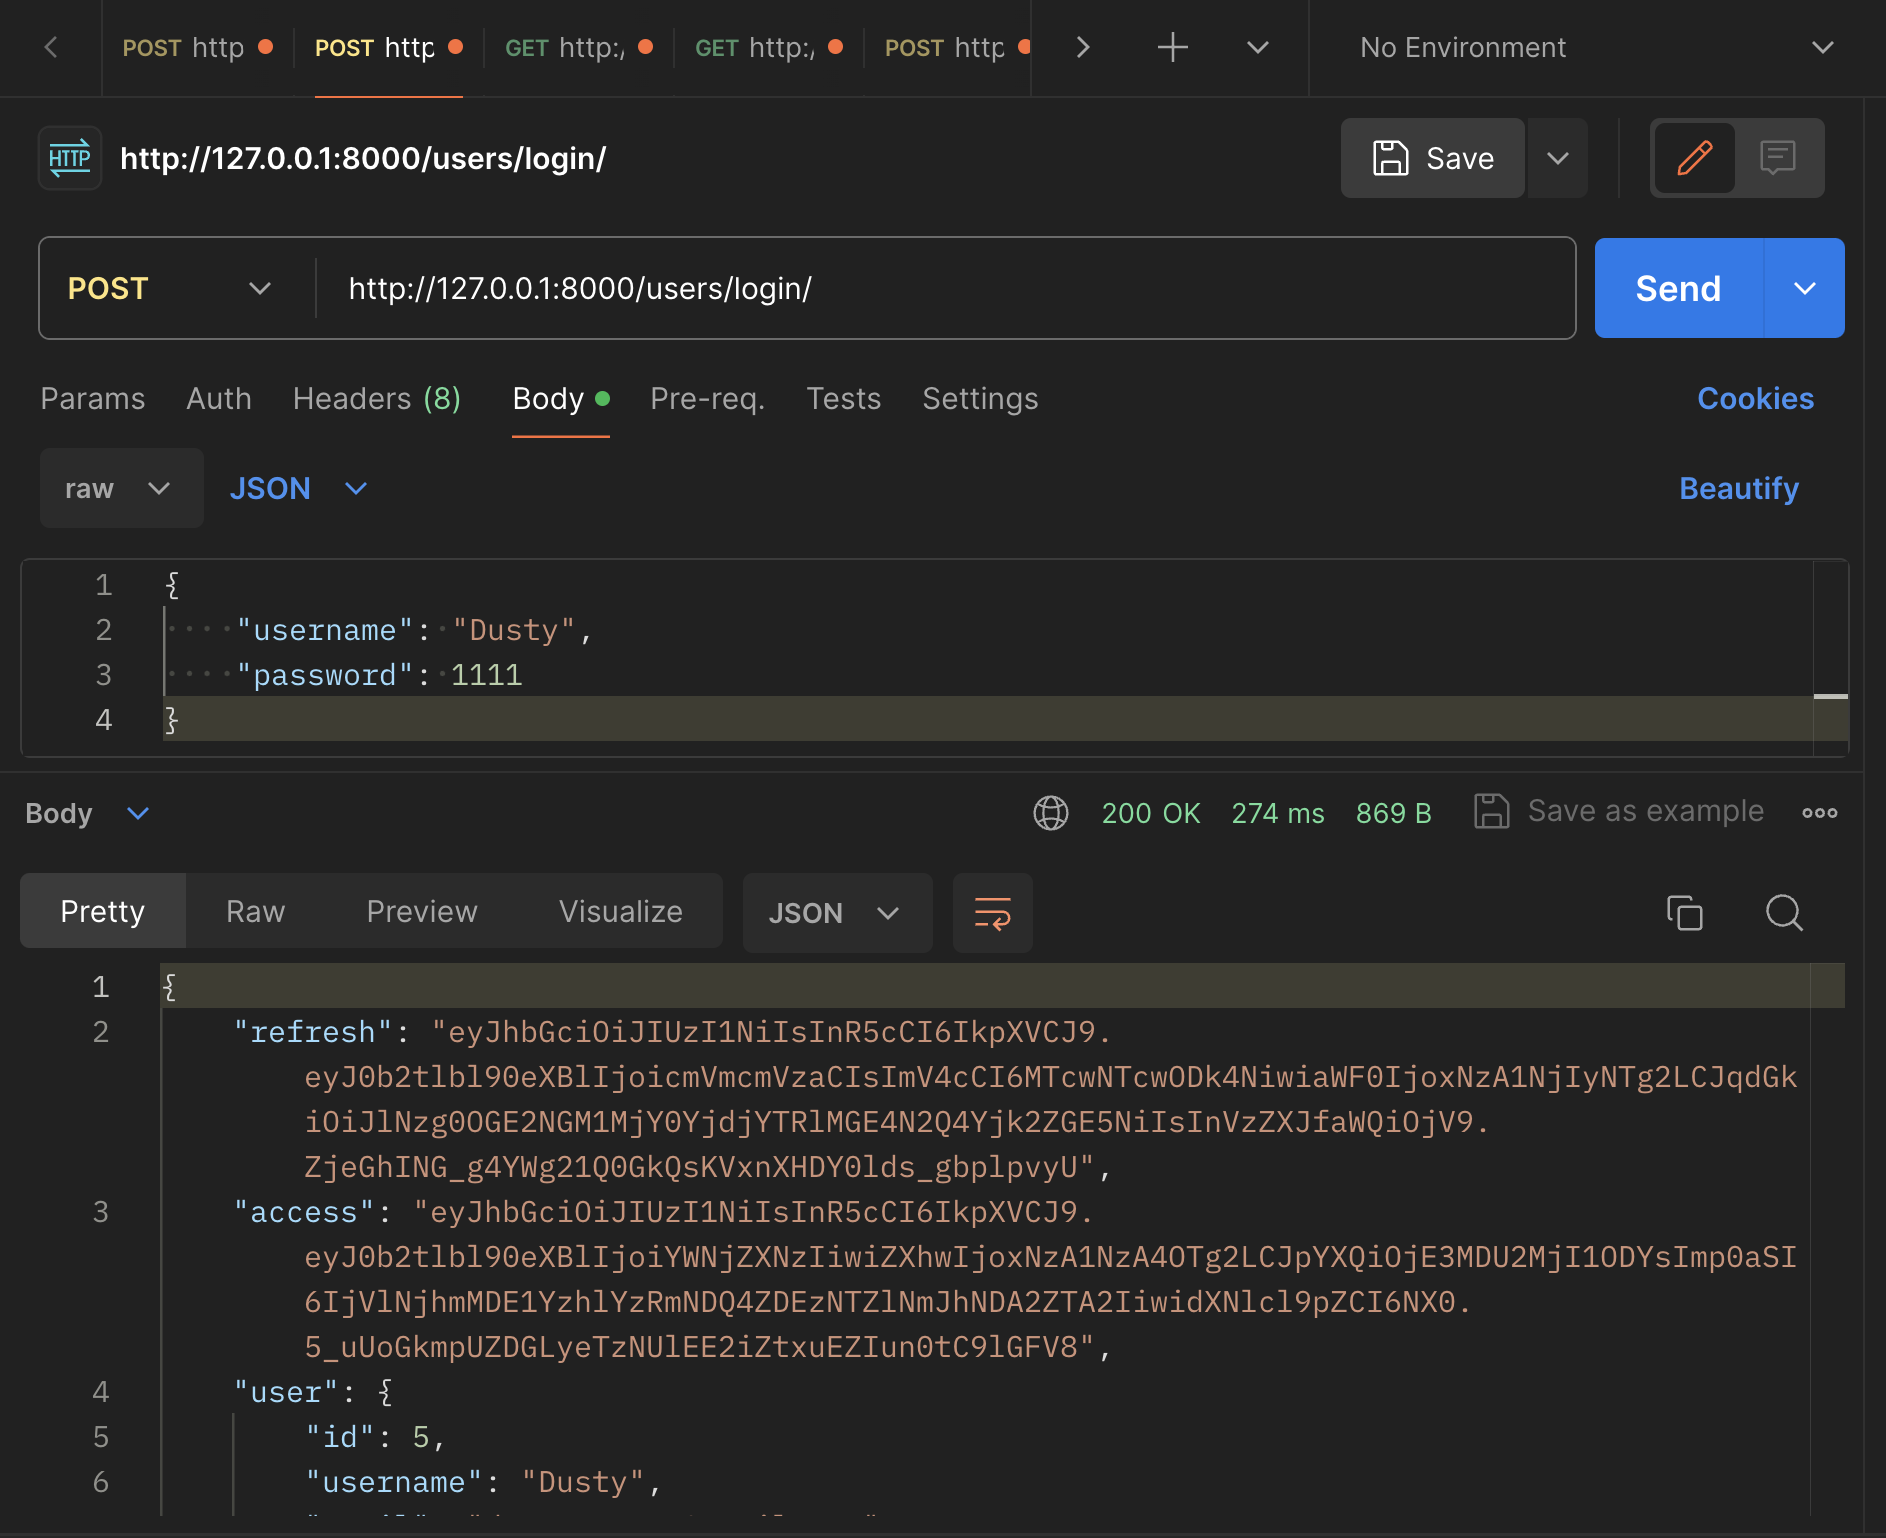 POST http POST http GET http:/ GET http:/ POST http No Environment
HTTP http://127.0.0.1:8000/users/login/ Save
POST http://127.0.0.1:8000/users/login/ Send
Params Auth Headers (8) Body Pre-req. Tests Settings Cookies
raw JSON Beautify
1 {
2 "username": "Dusty",
3 "password": 1111
4 }
Body 200 OK 274 ms 869 B Save as example
Pretty Raw Preview Visualize JSON
1 {
2 "refresh": "eyJhbGciOiJIUzI1NiIsInR5cCI6IkpXVCJ9.
eyJ0b2tlbl90eXBlIjoicmVmcmVzaCIsImV4cCI6MTcwNTcwODk4NiwiaWF0IjoxNzA1NjIyNTg2LCJqdGk
iOiJlNzg0OGE2NGM1MjY0YjdjYTRlMGE4N2Q4Yjk2ZGE5NiIsInVzZXJfaWQiOjV9.
ZjeGhING_g4YWg21Q0GkQsKVxnXHDY0lds_gbplpvyU",
3 "access": "eyJhbGciOiJIUzI1NiIsInR5cCI6IkpXVCJ9.
eyJ0b2tlbl90eXBlIjoiYWNjZXNzIiwiZXhwIjoxNzA1NzA4OTg2LCJpYXQiOjE3MDU2MjI1ODYsImp0aSI
6IjVlNjhmMDE1YzhlYzRmNDQ4ZDEzNTZlNmJhNDA2ZTA2IiwidXNlcl9pZCI6NX0.
5_uUoGkmpUZDGLyeTzNUlEE2iZtxuEZIun0tC9lGFV8",
4 "user": {
5 "id": 5,
6 "username": "Dusty",